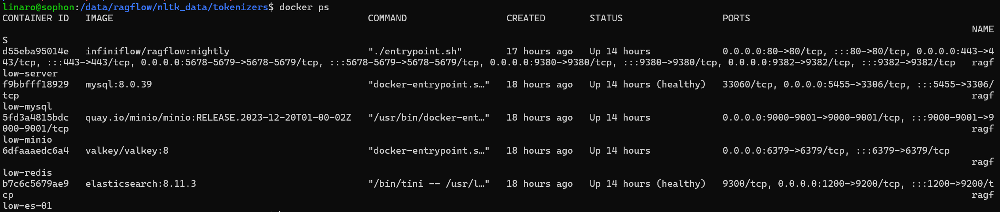 linaro@sophon:/data/ragflow/nltk_data/tokenizers$ docker ps
CONTAINER ID   IMAGE                                              COMMAND                  CREATED        STATUS                  PORTS
NAME
S
d55eba95014e   infiniflow/ragflow:nightly                         "./entrypoint.sh"        17 hours ago   Up 14 hours             0.0.0.0:80->80/tcp, :::80->80/tcp, 0.0.0.0:443->4
43/tcp, :::443->443/tcp, 0.0.0.0:5678-5679->5678-5679/tcp, :::5678-5679->5678-5679/tcp, 0.0.0.0:9380->9380/tcp, :::9380->9380/tcp, 0.0.0.0:9382->9382/tcp, :::9382->9382/tcp   ragf
low-server
f9bbfff18929   mysql:8.0.39                                       "docker-entrypoint.s…"   18 hours ago   Up 14 hours (healthy)   33060/tcp, 0.0.0.0:5455->3306/tcp, :::5455->3306/
tcp   ragf
low-mysql
5fd3a4815bdc   quay.io/minio/minio:RELEASE.2023-12-20T01-00-02Z   "/usr/bin/docker-ent…"   18 hours ago   Up 14 hours             0.0.0.0:9000-9001->9000-9001/tcp, :::9000-9001->9
000-9001/tcp   ragf
low-minio
6dfaaaedc6a4   valkey/valkey:8                                    "docker-entrypoint.s…"   18 hours ago   Up 14 hours             0.0.0.0:6379->6379/tcp, :::6379->6379/tcp
ragf
low-redis
b7c6c5679ae9   elasticsearch:8.11.3                               "/bin/tini -- /usr/l…"   18 hours ago   Up 14 hours (healthy)   9300/tcp, 0.0.0.0:1200->9200/tcp, :::1200->9200/t
cp   ragf
low-es-01